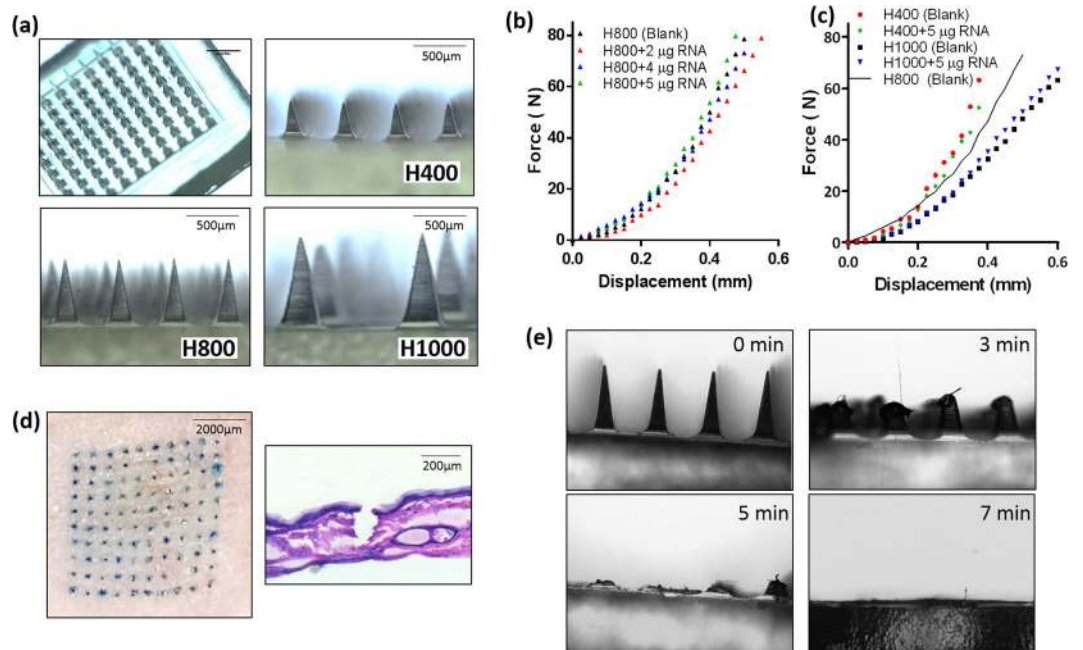 (a)
500μm
H400
500μm
H800
500μm
H1000
(b)
Force ( N)
80
60
40
20
0
0.0 0.2 0.4 0.6
Displacement (mm)
H800 (Blank)
H800+2 μg RNA
H800+4 μg RNA
H800+5 μg RNA
(c)
Force (N)
80
60
40
20
0
0.0 0.2 0.4 0.6
Displacement (mm)
H400 (Blank)
H400+5 μg RNA
H1000 (Blank)
H1000+5 μg RNA
H800 (Blank)
(d)
2000μm
200μm
(e)
0 min
3 min
5 min
7 min